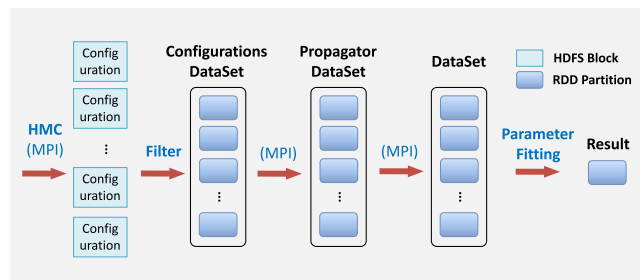 Config
uration
Config
uration
...
Config
uration
Config
uration
HMC
(MPI)
Filter
Configurations
DataSet
...
(MPI)
Propagator
DataSet
...
(MPI)
DataSet
...
Parameter
Fitting
Result
HDFS Block
RDD Partition